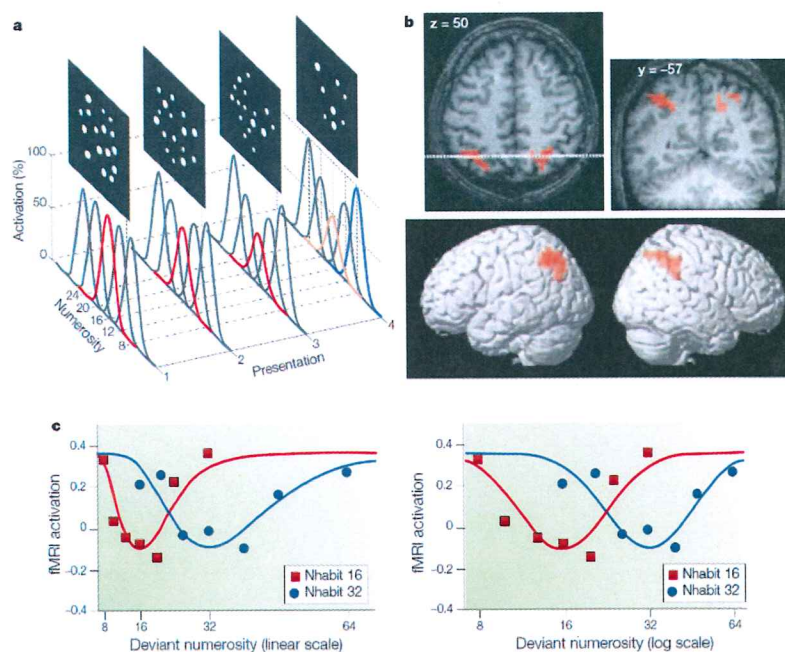 a
Activation (%)
100
50
0
24
20
16
12
8
Numerosity
1
2
3
4
Presentation
b
z = 50
y = –57
c
0.4
0.2
0
–0.2
–0.4
fMRI activation
Nhabit 16
Nhabit 32
8
16
32
64
Deviant numerosity (linear scale)
0.4
0.2
0
–0.2
–0.4
fMRI activation
Nhabit 16
Nhabit 32
8
16
32
64
Deviant numerosity (log scale)